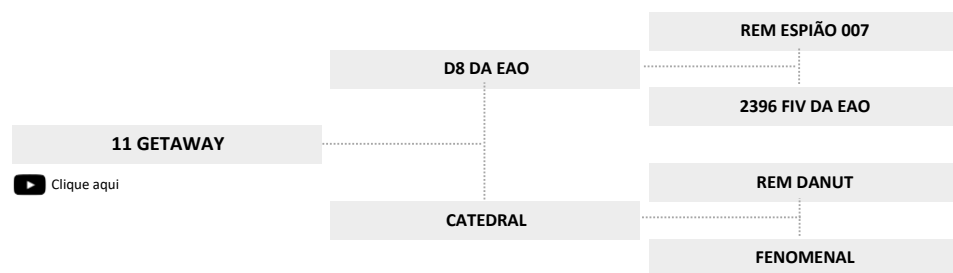 REM ESPIÃO 007
D8 DA EAO
2396 FIV DA EAO
11 GETAWAY
Clique aqui
REM DANUT
CATEDRAL
FENOMENAL